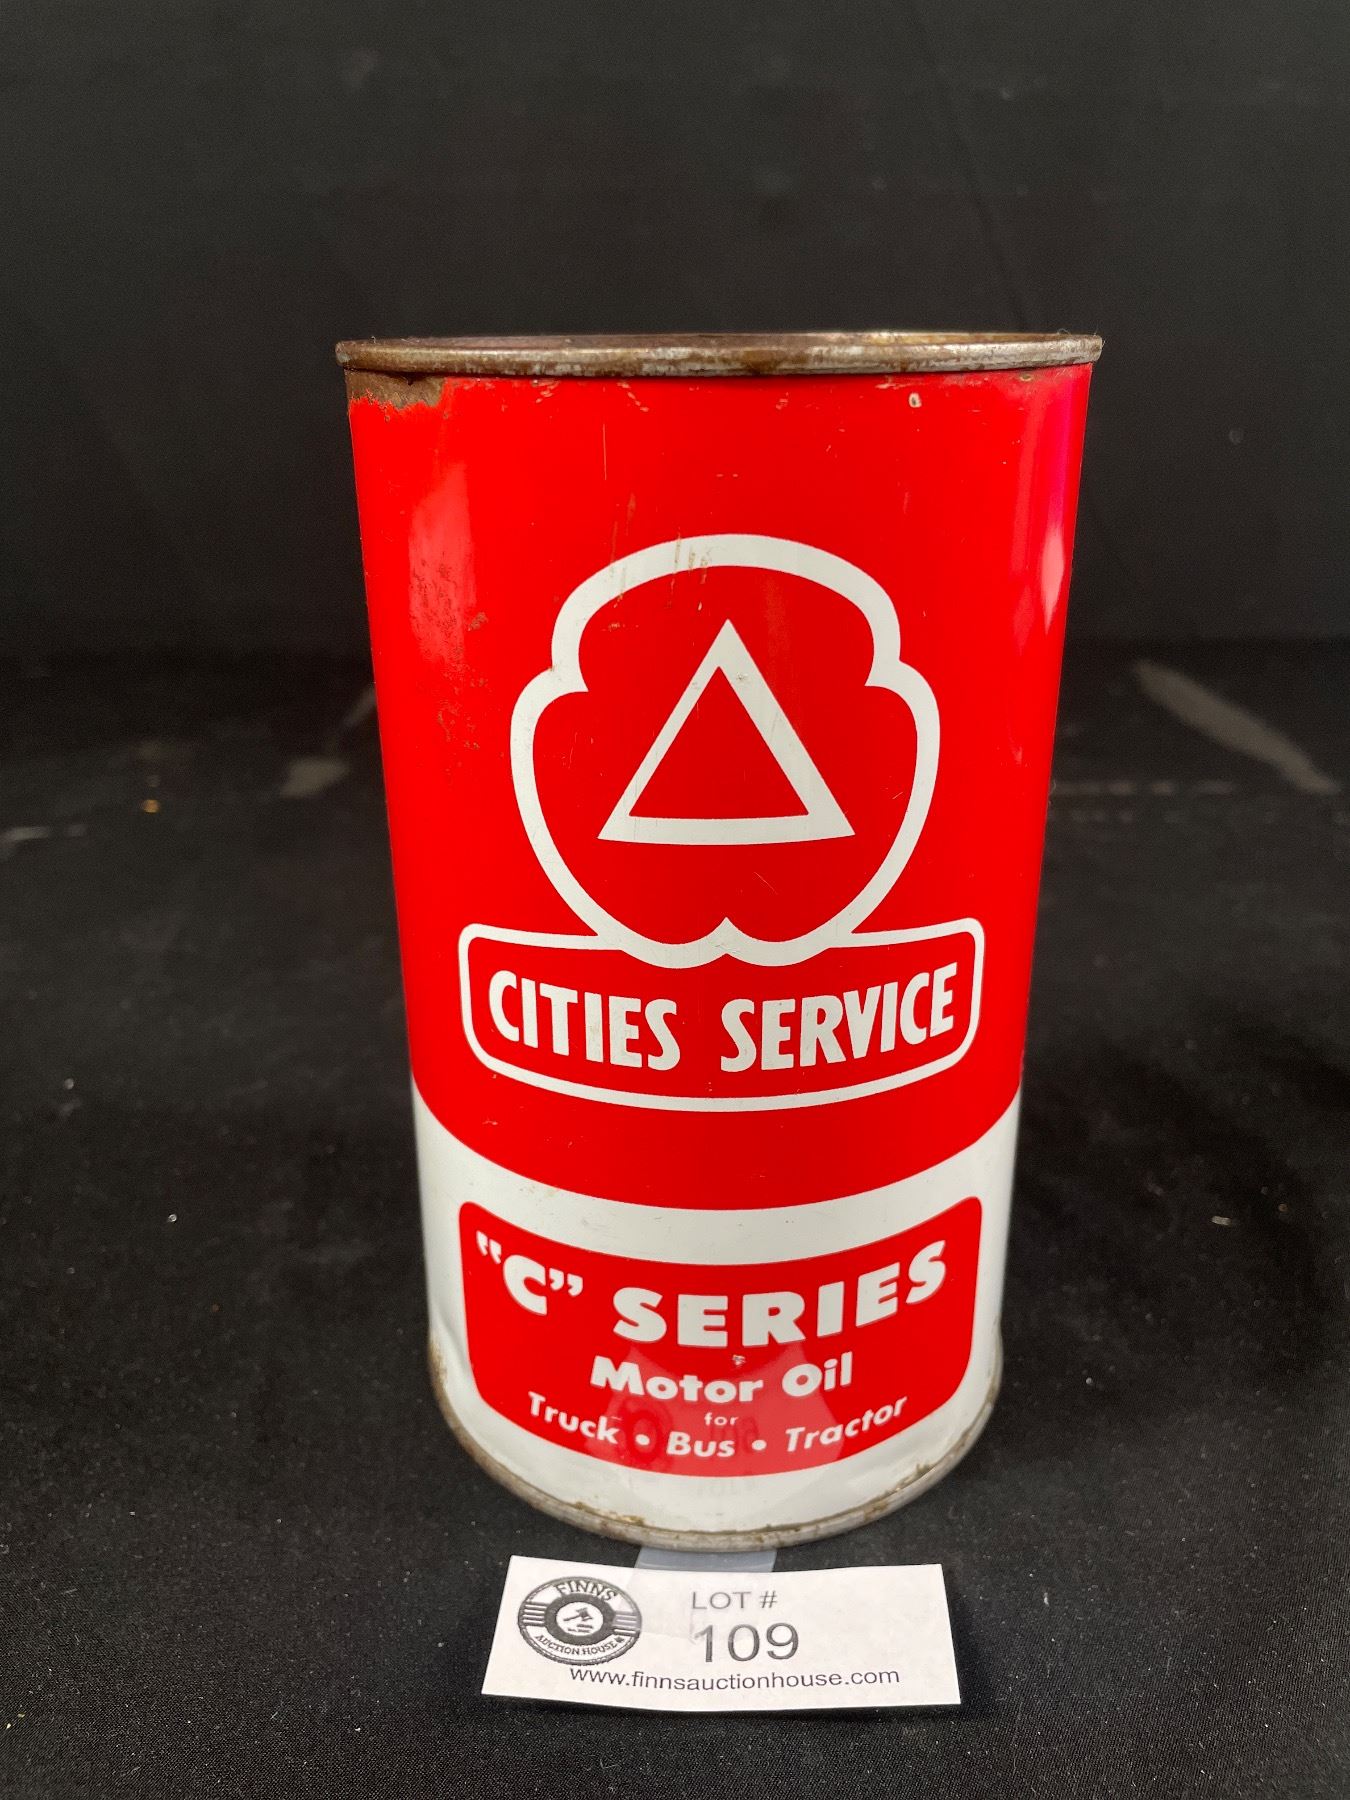 CITIES SERVICE
"C" SERIES
Motor Oil
for
Truck • Bus • Tractor
FINNS
AUCTION HOUSE
LOT #
109
www.finnsauctionhouse.com